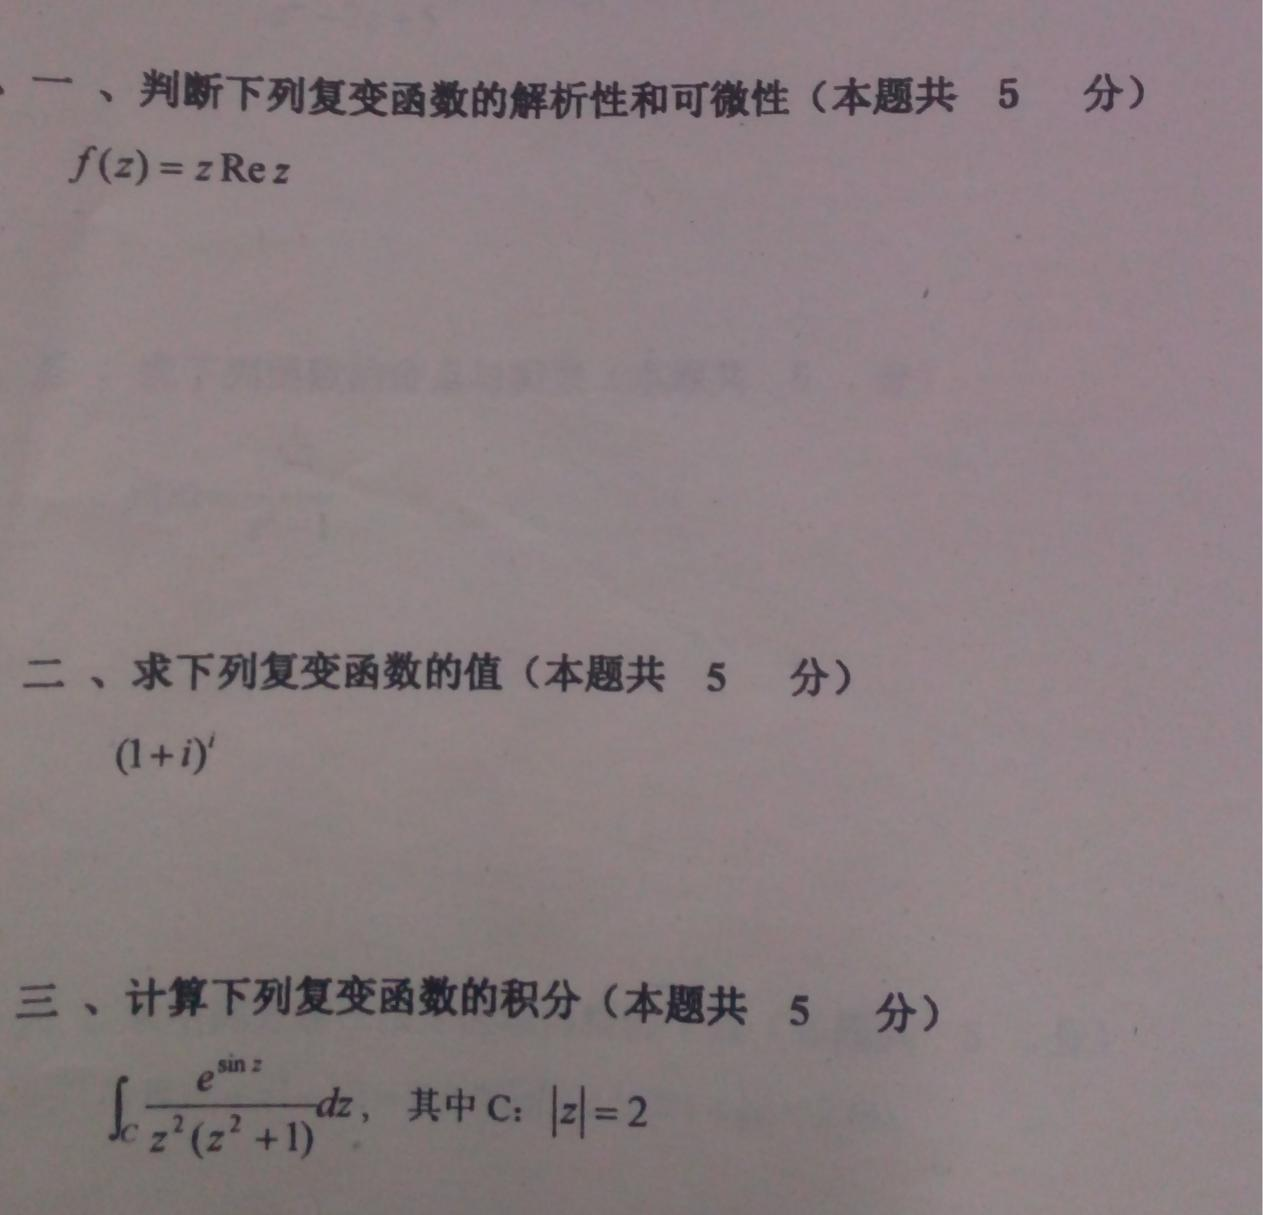 一、判断下列复变函数的解析性和可微性（本题共 5 分）
f(z) = z Re z
二、求下列复变函数的值（本题共 5 分）
(1+i)^i
三、计算下列复变函数的积分（本题共 5 分）
∫_C e^{sin z} / (z^2(z^2+1)) dz， 其中 C： |z| = 2